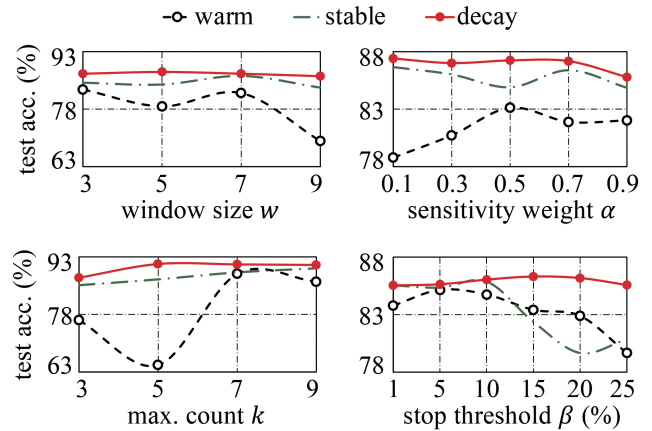 warm stable decay
test acc. (%)
93
78
63
3 5 7 9
window size w
88
83
78
0.1 0.3 0.5 0.7 0.9
sensitivity weight α
test acc. (%)
93
78
63
3 5 7 9
max. count k
88
83
78
1 5 10 15 20 25
stop threshold β (%)